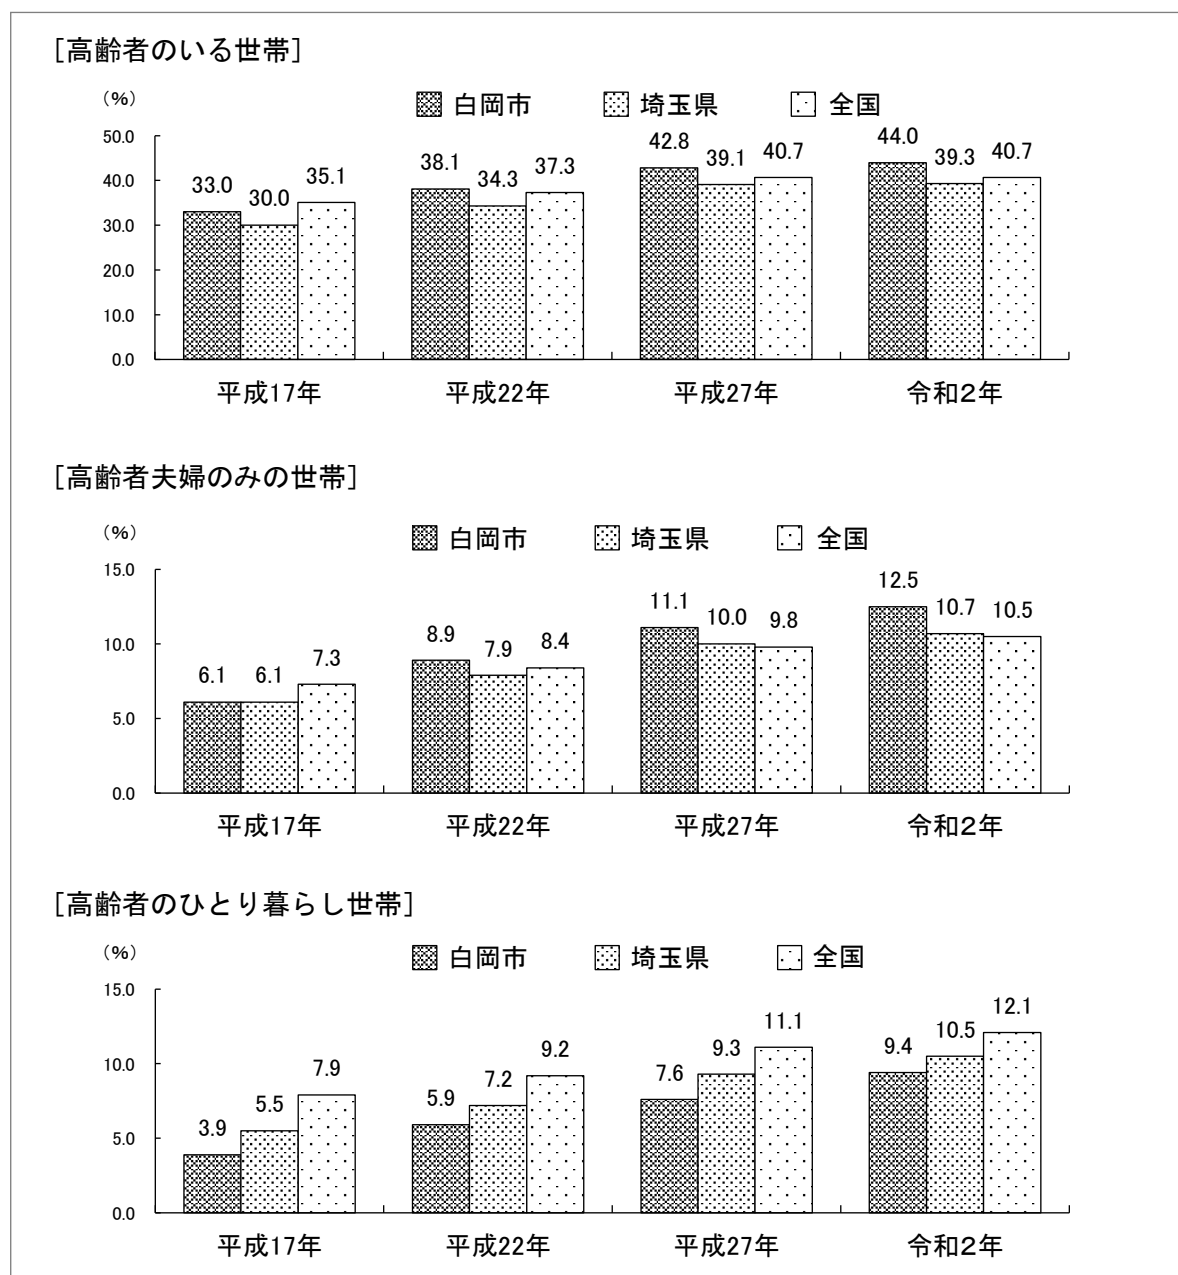 [高齢者のいる世帯]
(%)
白岡市 埼玉県 全国
50.0
40.0
30.0
20.0
10.0
0.0
33.0 30.0 35.1 38.1 34.3 37.3 42.8 39.1 40.7 44.0 39.3 40.7
平成17年 平成22年 平成27年 令和2年
[高齢者夫婦のみの世帯]
(%)
白岡市 埼玉県 全国
15.0
10.0
5.0
0.0
6.1 6.1 7.3 8.9 7.9 8.4 11.1 10.0 9.8 12.5 10.7 10.5
平成17年 平成22年 平成27年 令和2年
[高齢者のひとり暮らし世帯]
(%)
白岡市 埼玉県 全国
15.0
10.0
5.0
0.0
3.9 5.5 7.9 5.9 7.2 9.2 7.6 9.3 11.1 9.4 10.5 12.1
平成17年 平成22年 平成27年 令和2年